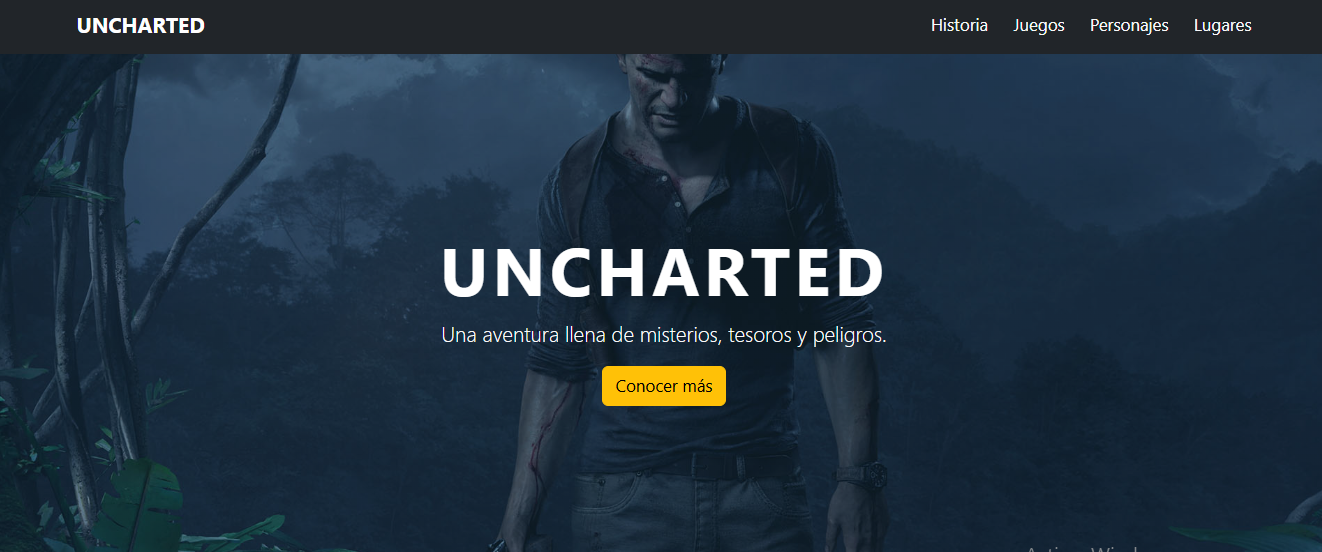 UNCHARTED
Historia Juegos Personajes Lugares
UNCHARTED
Una aventura llena de misterios, tesoros y peligros.
Conocer más